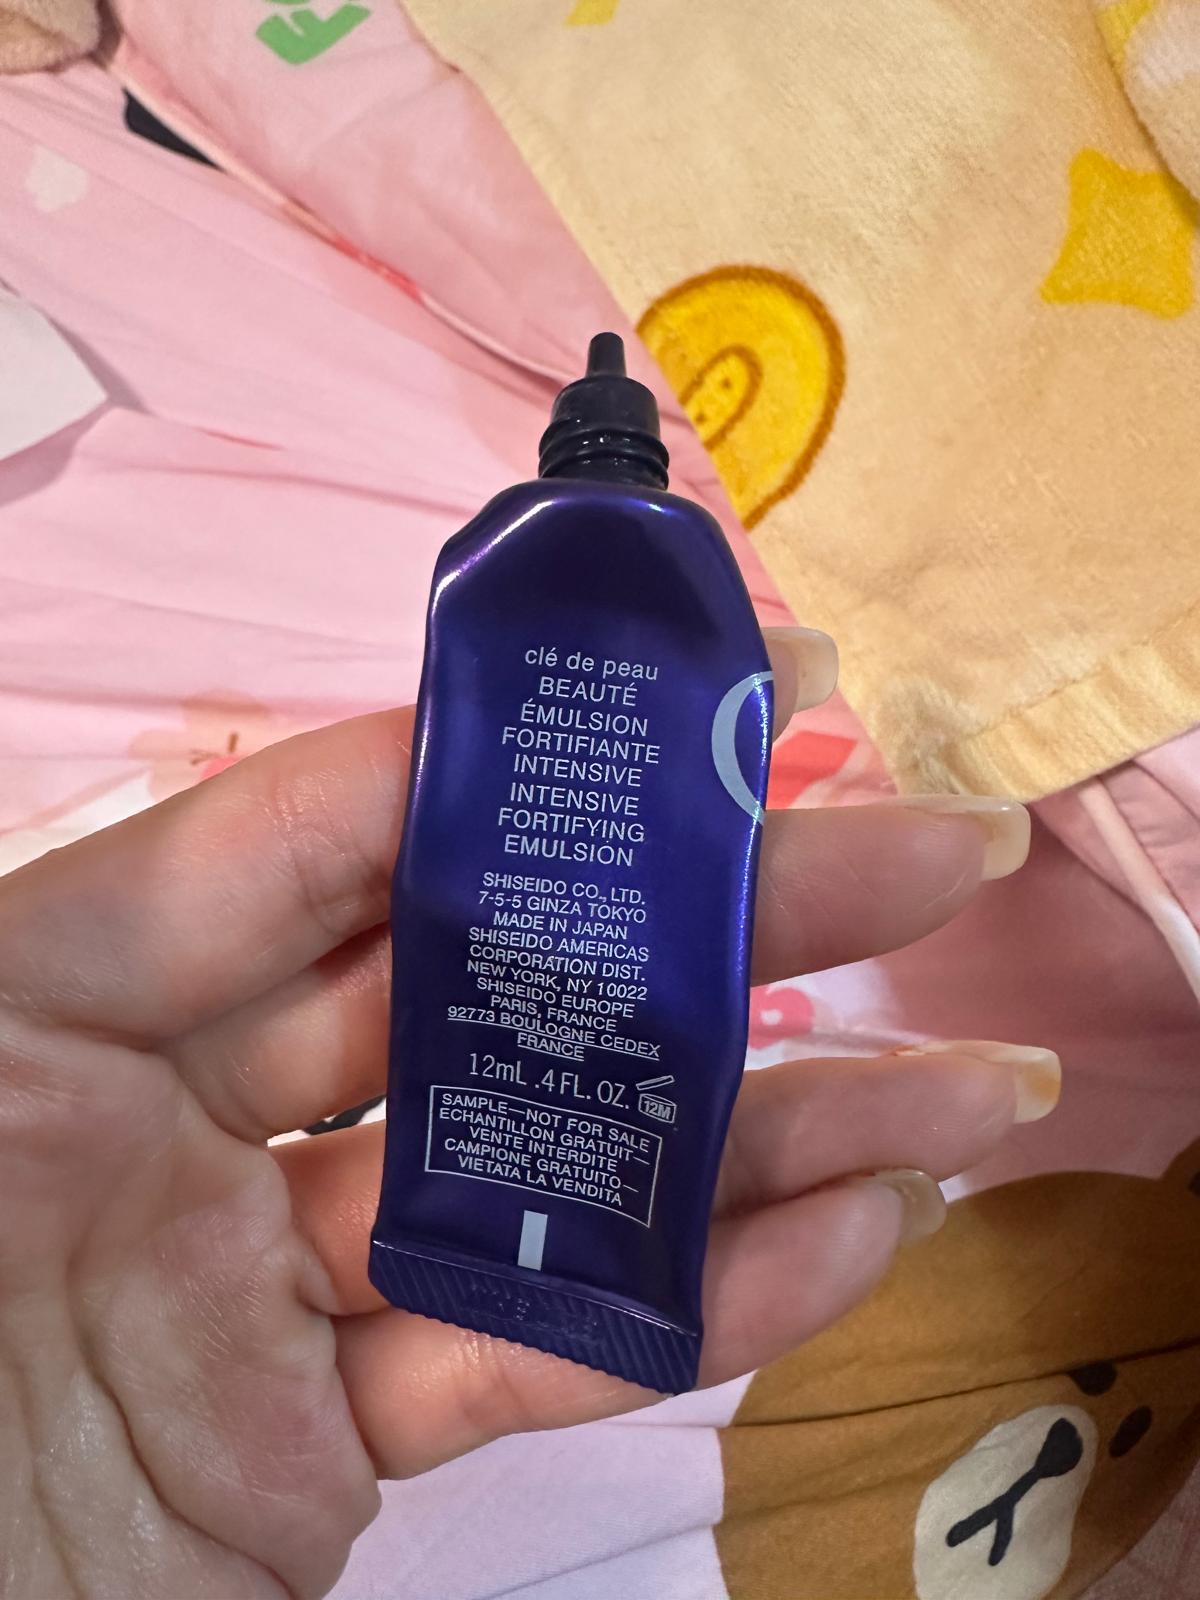 clé de peau
BEAUTÉ
ÉMULSION
FORTIFIANTE
INTENSIVE
INTENSIVE
FORTIFYING
EMULSION
SHISEIDO CO., LTD.
7-5-5 GINZA TOKYO
MADE IN JAPAN
SHISEIDO AMERICAS
CORPORATION DIST.
NEW YORK, NY 10022
SHISEIDO EUROPE
PARIS, FRANCE
92773 BOULOGNE CEDEX
FRANCE
12mL .4 FL. OZ.
12M
SAMPLE—NOT FOR SALE
ECHANTILLON GRATUIT—
VENTE INTERDITE
CAMPIONE GRATUITO—
VIETATA LA VENDITA